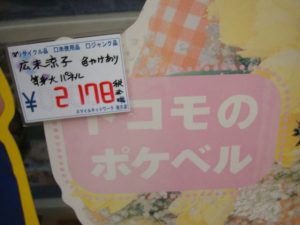 リサイクル品 □未使用品 □ジャンク品
広末涼子 色やけあり
等身大パネル
¥2178
ドコモの
ポケベル